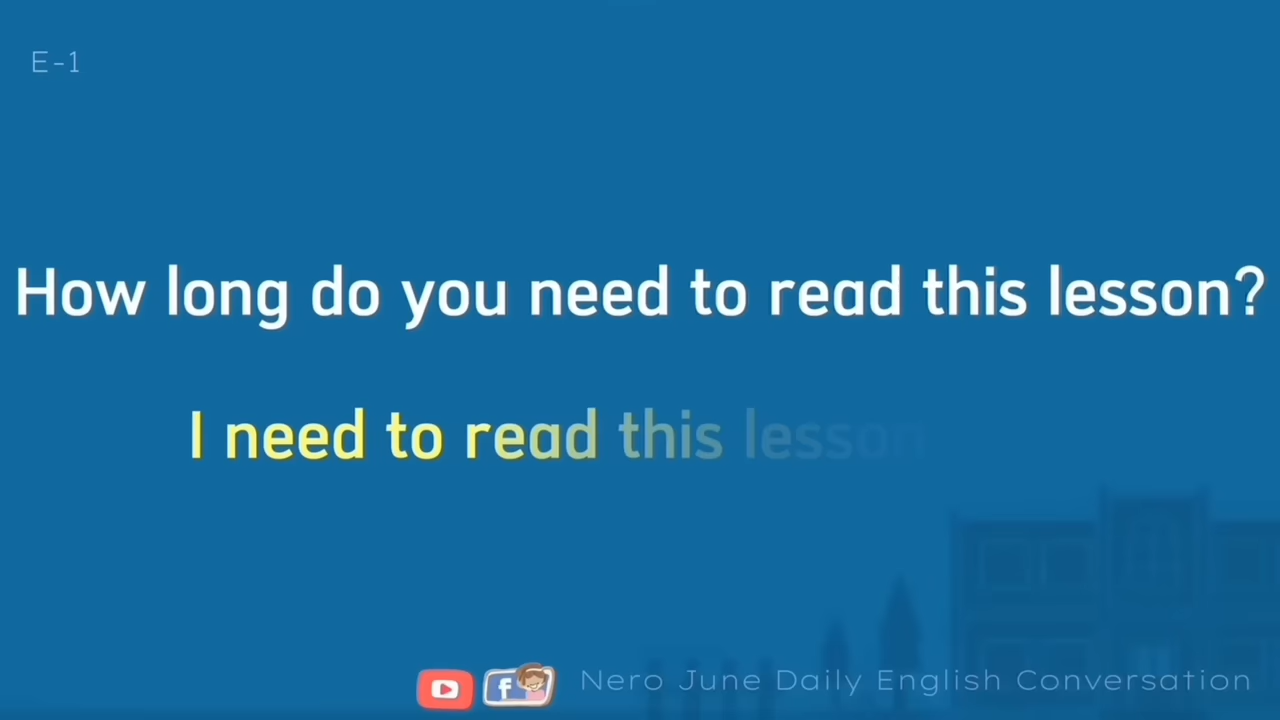 E-1
How long do you need to read this lesson?
I need to read this lesson
Nero June Daily English Conversation